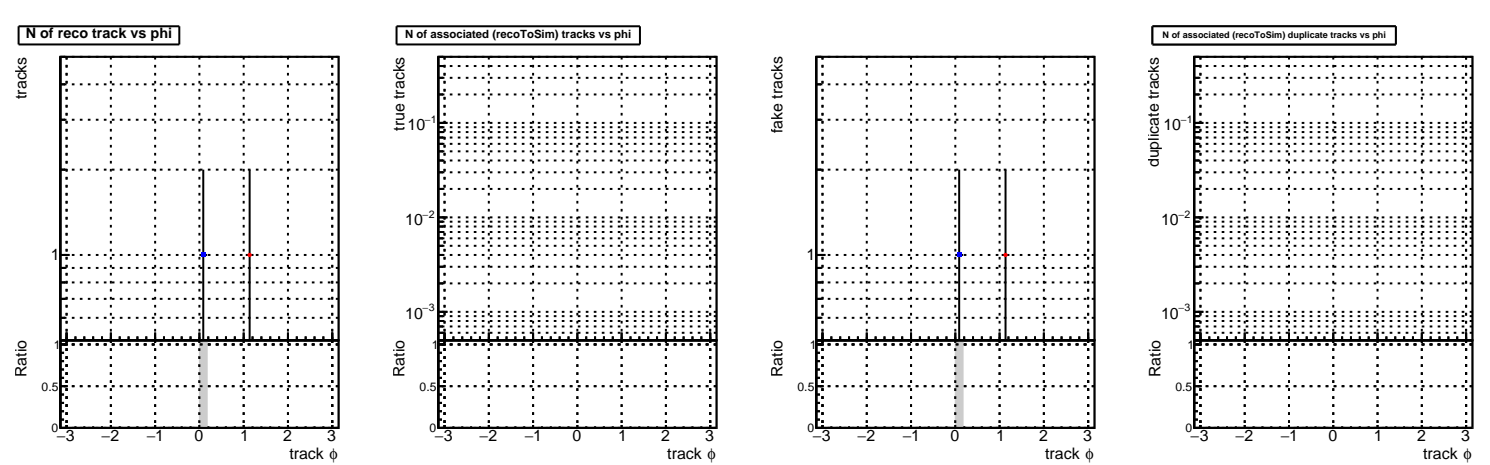 N of reco track vs phi
tracks
1
Ratio
1
0.5
0
−3 −2 −1 0 1 2 3
track ϕ
N of associated (recoToSim) tracks vs phi
true tracks
10−1
10−2
10−3
Ratio
1
0.5
0
−3 −2 −1 0 1 2 3
track ϕ
fake tracks
1
Ratio
1
0.5
0
−3 −2 −1 0 1 2 3
track ϕ
N of associated (recoToSim) duplicate tracks vs phi
duplicate tracks
10−1
10−2
10−3
Ratio
1
0.5
0
−3 −2 −1 0 1 2 3
track ϕ